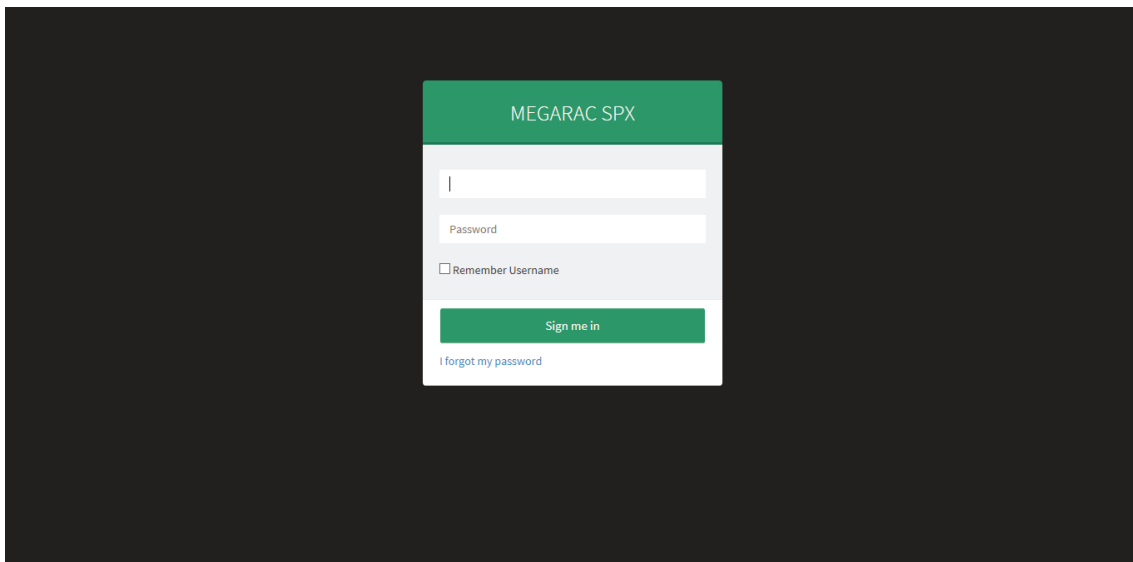 MEGARAC SPX
Password
Remember Username
Sign me in
I forgot my password